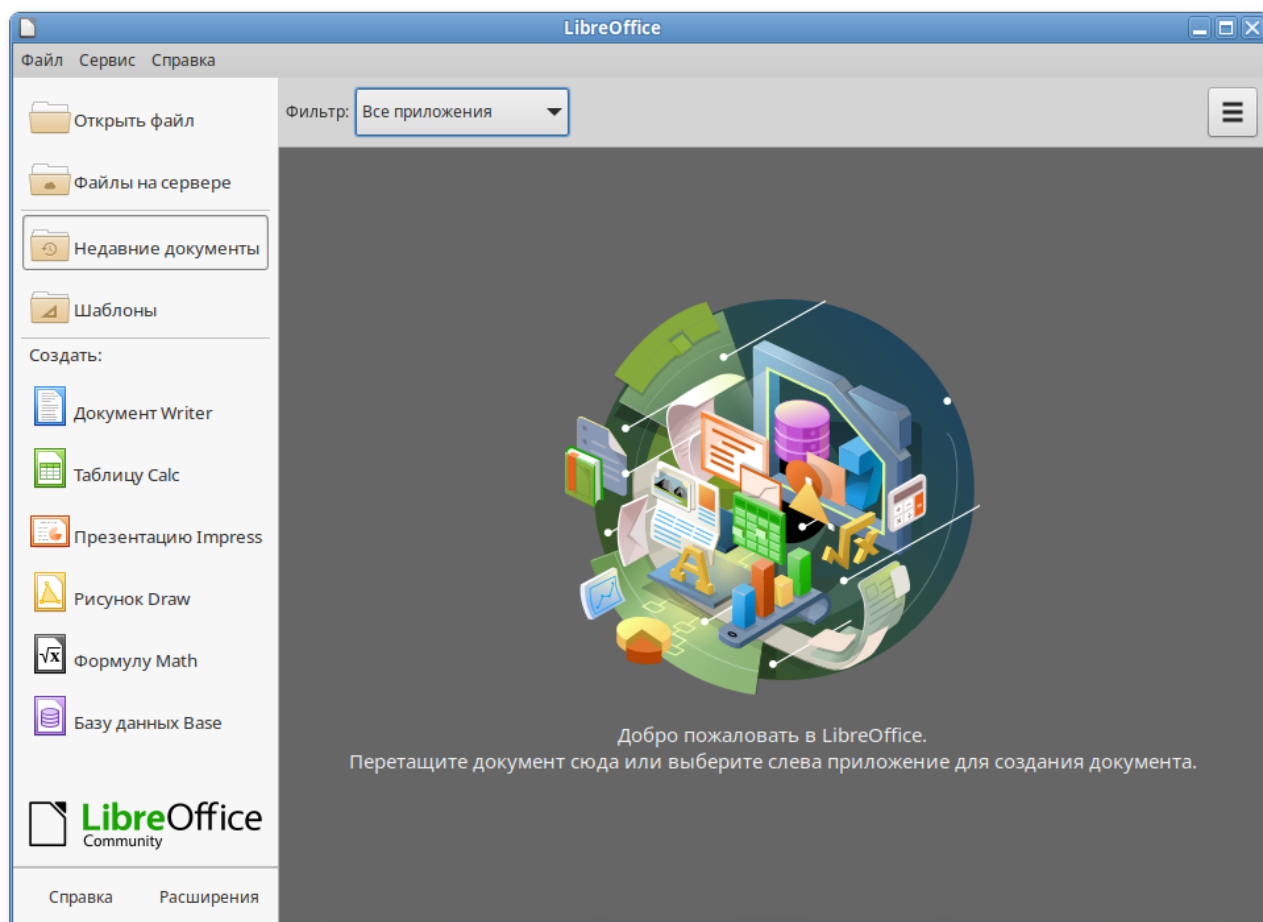 LibreOffice
Файл Сервис Справка
Открыть файл
Файлы на сервере
Недавние документы
Шаблоны
Создать:
Документ Writer
Таблицу Calc
Презентацию Impress
Рисунок Draw
Формулу Math
Базу данных Base
LibreOffice
Community
Справка Расширения
Фильтр: Все приложения
Добро пожаловать в LibreOffice.
Перетащите документ сюда или выберите слева приложение для создания документа.